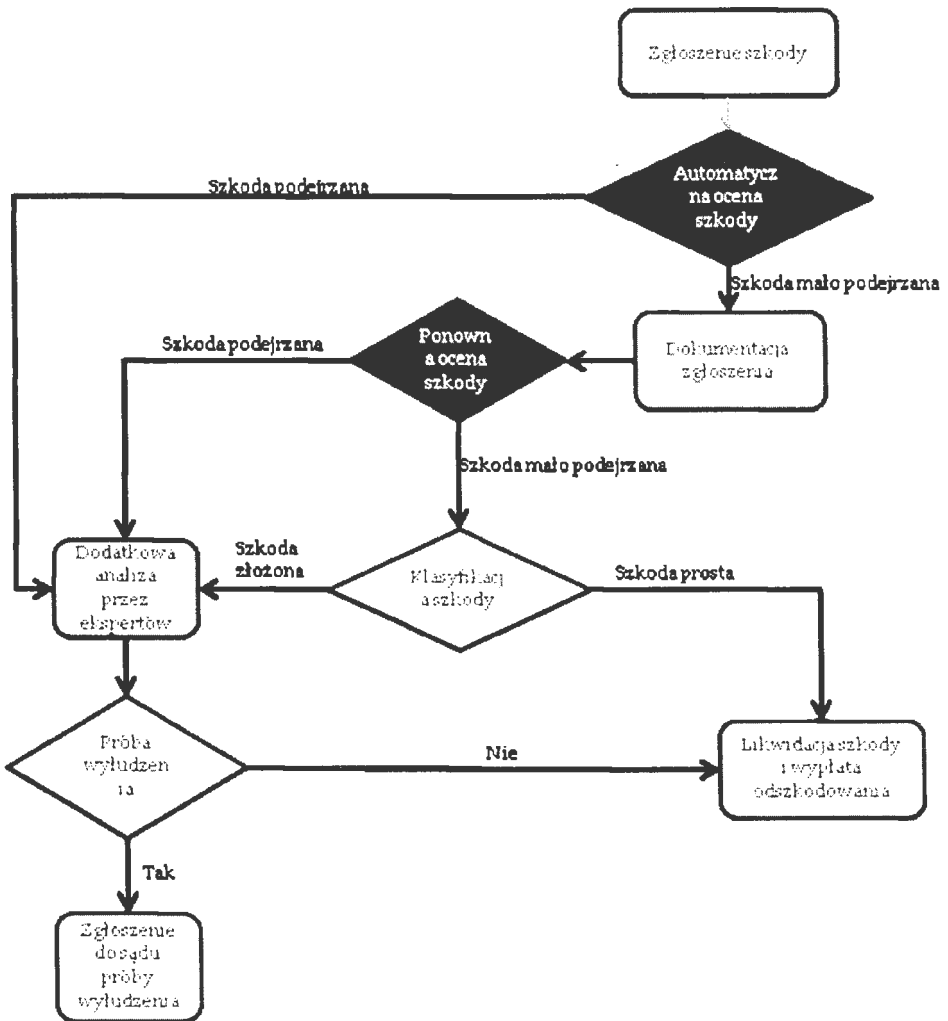 Zgłoszenie szkody
Automatycz
na ocena
szkody
Szkoda podejrzana
Szkoda mało podejrzana
Dokumentacja
zgłoszenia
Ponown
a ocena
szkody
Szkoda podejrzana
Szkoda mało podejrzana
Klasyfikacj
a szkody
Szkoda
złożona
Szkoda prosta
Dodatkowa
analiza
przez
ekspertów
Próba
wyłudzen
ia
Nie
Likwidacja szkody
i wypłata
odszkodowania
Tak
Zgłoszenie
do sądu
próby
wyłudzenia